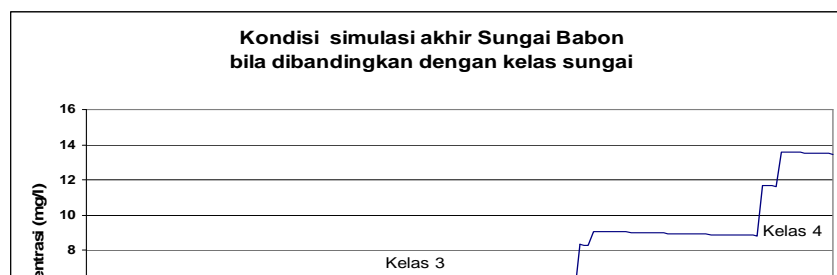 Kondisi simulasi akhir Sungai Babon
bila dibandingkan dengan kelas sungai
16
14
12
10
8
(mg/l)
Kelas 4
Kelas 3